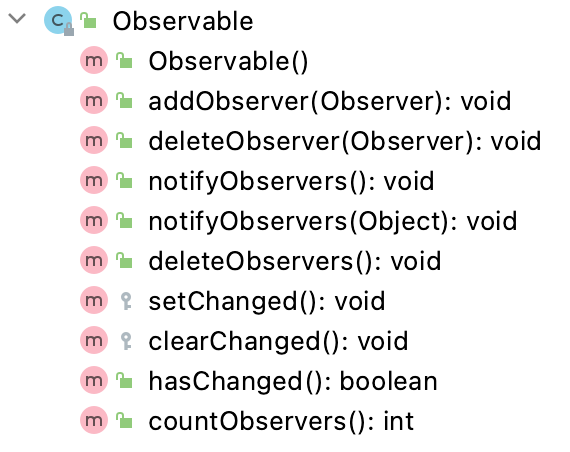 C Observable
m Observable()
m addObserver(Observer): void
m deleteObserver(Observer): void
m notifyObservers(): void
m notifyObservers(Object): void
m deleteObservers(): void
m setChanged(): void
m clearChanged(): void
m hasChanged(): boolean
m countObservers(): int